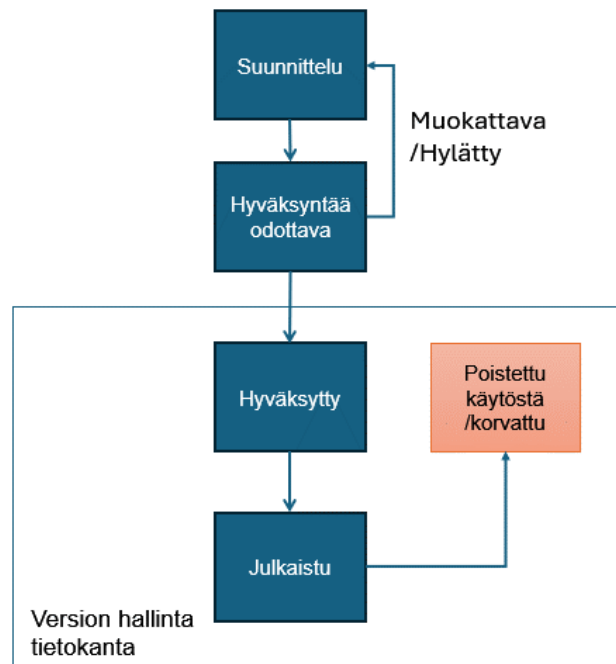 Suunnittelu
Muokattava
/Hylätty
Hyväksyntää
odottava
Hyväksytty
Poistettu
käytöstä
/korvattu
Julkaistu
Version hallinta
tietokanta